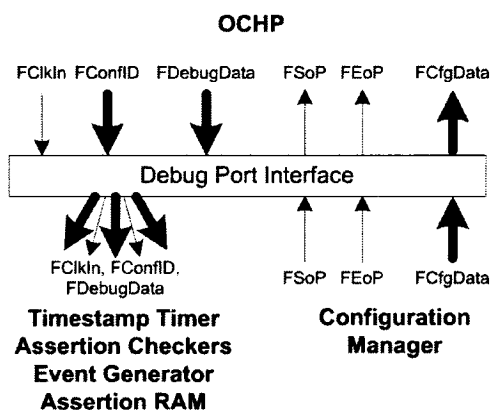 OCHP
FClkIn FConfID FDebugData FSoP FEoP FCfgData
Debug Port Interface
FClkIn, FConfID,
FDebugData
FSoP FEoP FCfgData
Timestamp Timer
Assertion Checkers
Event Generator
Assertion RAM
Configuration
Manager